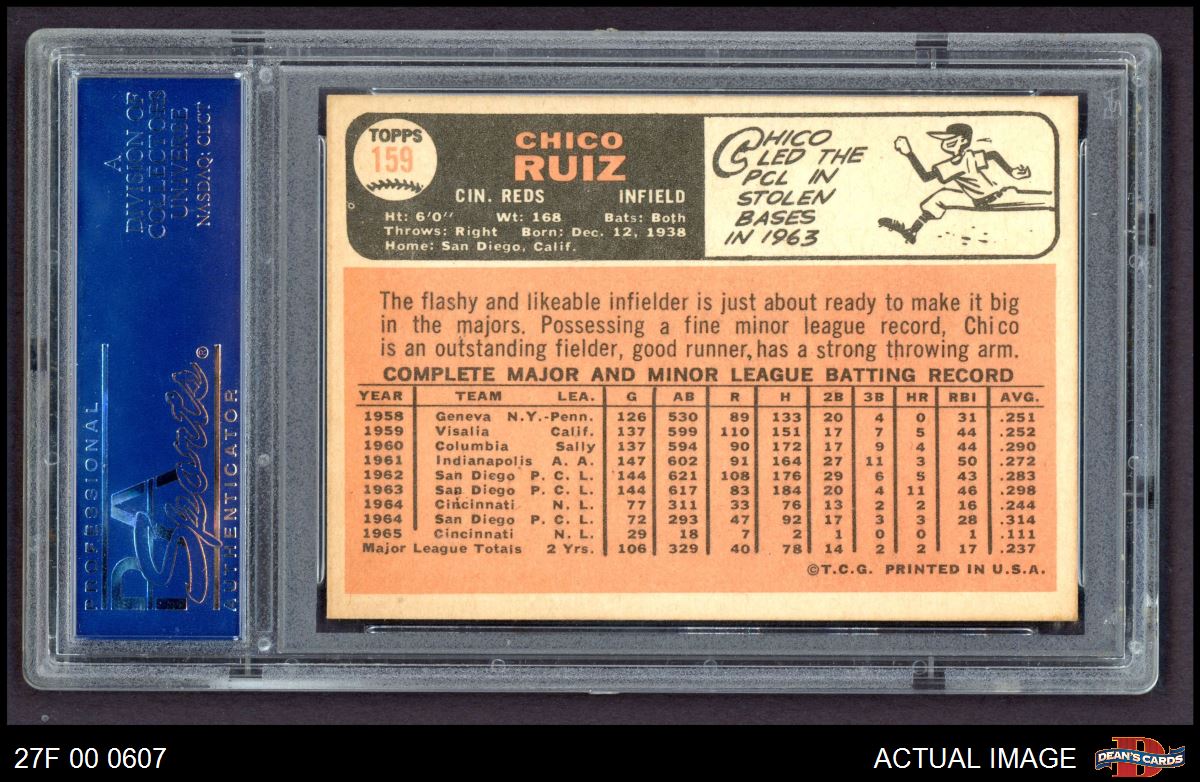 A
DIVISION OF
COLLECTORS
UNIVERSE
NASDAQ: CLCT
PROFESSIONAL
PSA
Sports®
AUTHENTICATOR
TOPPS
159
CHICO
RUIZ
CIN. REDS INFIELD
Ht: 6'0" Wt: 168 Bats: Both
Throws: Right Born: Dec. 12, 1938
Home: San Diego, Calif.
CHICO
LED THE
PCL IN
STOLEN
BASES
IN 1963
The flashy and likeable infielder is just about ready to make it big
in the majors. Possessing a fine minor league record, Chico
is an outstanding fielder, good runner, has a strong throwing arm.
COMPLETE MAJOR AND MINOR LEAGUE BATTING RECORD
YEAR TEAM LEA. G AB R H 2B 3B HR RBI AVG.
1958 Geneva N.Y.-Penn. 126 530 89 133 20 4 0 31 .251
1959 Visalia Calif. 137 599 110 151 17 7 5 44 .252
1960 Columbia Sally 137 594 90 172 17 9 4 44 .290
1961 Indianapolis A. A. 147 602 91 164 27 11 3 50 .272
1962 San Diego P. C. L. 144 621 108 176 29 6 5 43 .283
1963 San Diego P. C. L. 144 617 83 184 20 4 11 46 .298
1964 Cincinnati N. L. 77 311 33 76 13 2 2 16 .244
1964 San Diego P. C. L. 72 293 47 92 17 3 3 28 .314
1965 Cincinnati N. L. 29 18 7 2 1 0 0 1 .111
Major League Totals 2 Yrs. 106 329 40 78 14 2 2 17 .237
©T.C.G. PRINTED IN U.S.A.
27F 00 0607
ACTUAL IMAGE
DEAN'S CARDS